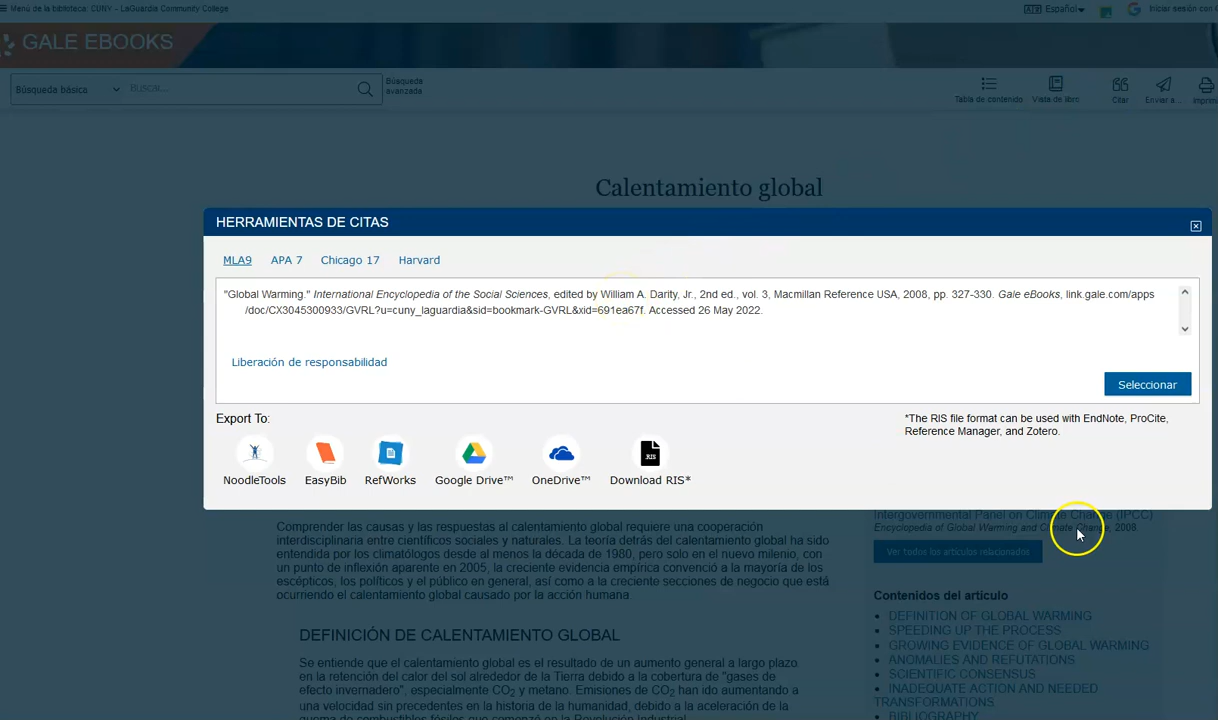 Menú de la biblioteca: CUNY – LaGuardia Community College
Español
Iniciar sesión con
GALE EBOOKS
Búsqueda básica
Buscar...
Búsqueda
avanzada
Tabla de contenido
Vista de libro
Citar
Enviar a...
Imprimi
Calentamiento global
HERRAMIENTAS DE CITAS
MLA9 APA 7 Chicago 17 Harvard
"Global Warming." International Encyclopedia of the Social Sciences, edited by William A. Darity, Jr., 2nd ed., vol. 3, Macmillan Reference USA, 2008, pp. 327-330. Gale eBooks, link.gale.com/apps
/doc/CX3045300933/GVRL?u=cuny_laguardia&sid=bookmark-GVRL&xid=691ea67f. Accessed 26 May 2022.
Liberación de responsabilidad
Seleccionar
Export To:
*The RIS file format can be used with EndNote, ProCite,
Reference Manager, and Zotero.
RIS
NoodleTools EasyBib RefWorks Google Drive™ OneDrive™ Download RIS*
Intergovernmental Panel on Climate Change (IPCC)
Encyclopedia of Global Warming and Climate Change, 2008.
Ver todos los artículos relacionados
Comprender las causas y las respuestas al calentamiento global requiere una cooperación
interdisciplinaria entre científicos sociales y naturales. La teoría detrás del calentamiento global ha sido
entendida por los climatólogos desde al menos la década de 1980, pero solo en el nuevo milenio, con
un punto de inflexión aparente en 2005, la creciente evidencia empírica convenció a la mayoría de los
escépticos, los políticos y el público en general, así como a la creciente secciones de negocio que está
ocurriendo el calentamiento global causado por la acción humana.
DEFINICIÓN DE CALENTAMIENTO GLOBAL
Se entiende que el calentamiento global es el resultado de un aumento general a largo plazo
en la retención del calor del sol alrededor de la Tierra debido a la cobertura de "gases de
efecto invernadero", especialmente CO2 y metano. Emisiones de CO2 han ido aumentando a
una velocidad sin precedentes en la historia de la humanidad, debido a la aceleración de la
quema de combustibles fósiles que comenzó en la Revolución Industrial.
Contenidos del artículo
DEFINITION OF GLOBAL WARMING
SPEEDING UP THE PROCESS
GROWING EVIDENCE OF GLOBAL WARMING
ANOMALIES AND REFUTATIONS
SCIENTIFIC CONSENSUS
INADEQUATE ACTION AND NEEDED
TRANSFORMATIONS
BIBLIOGRAPHY